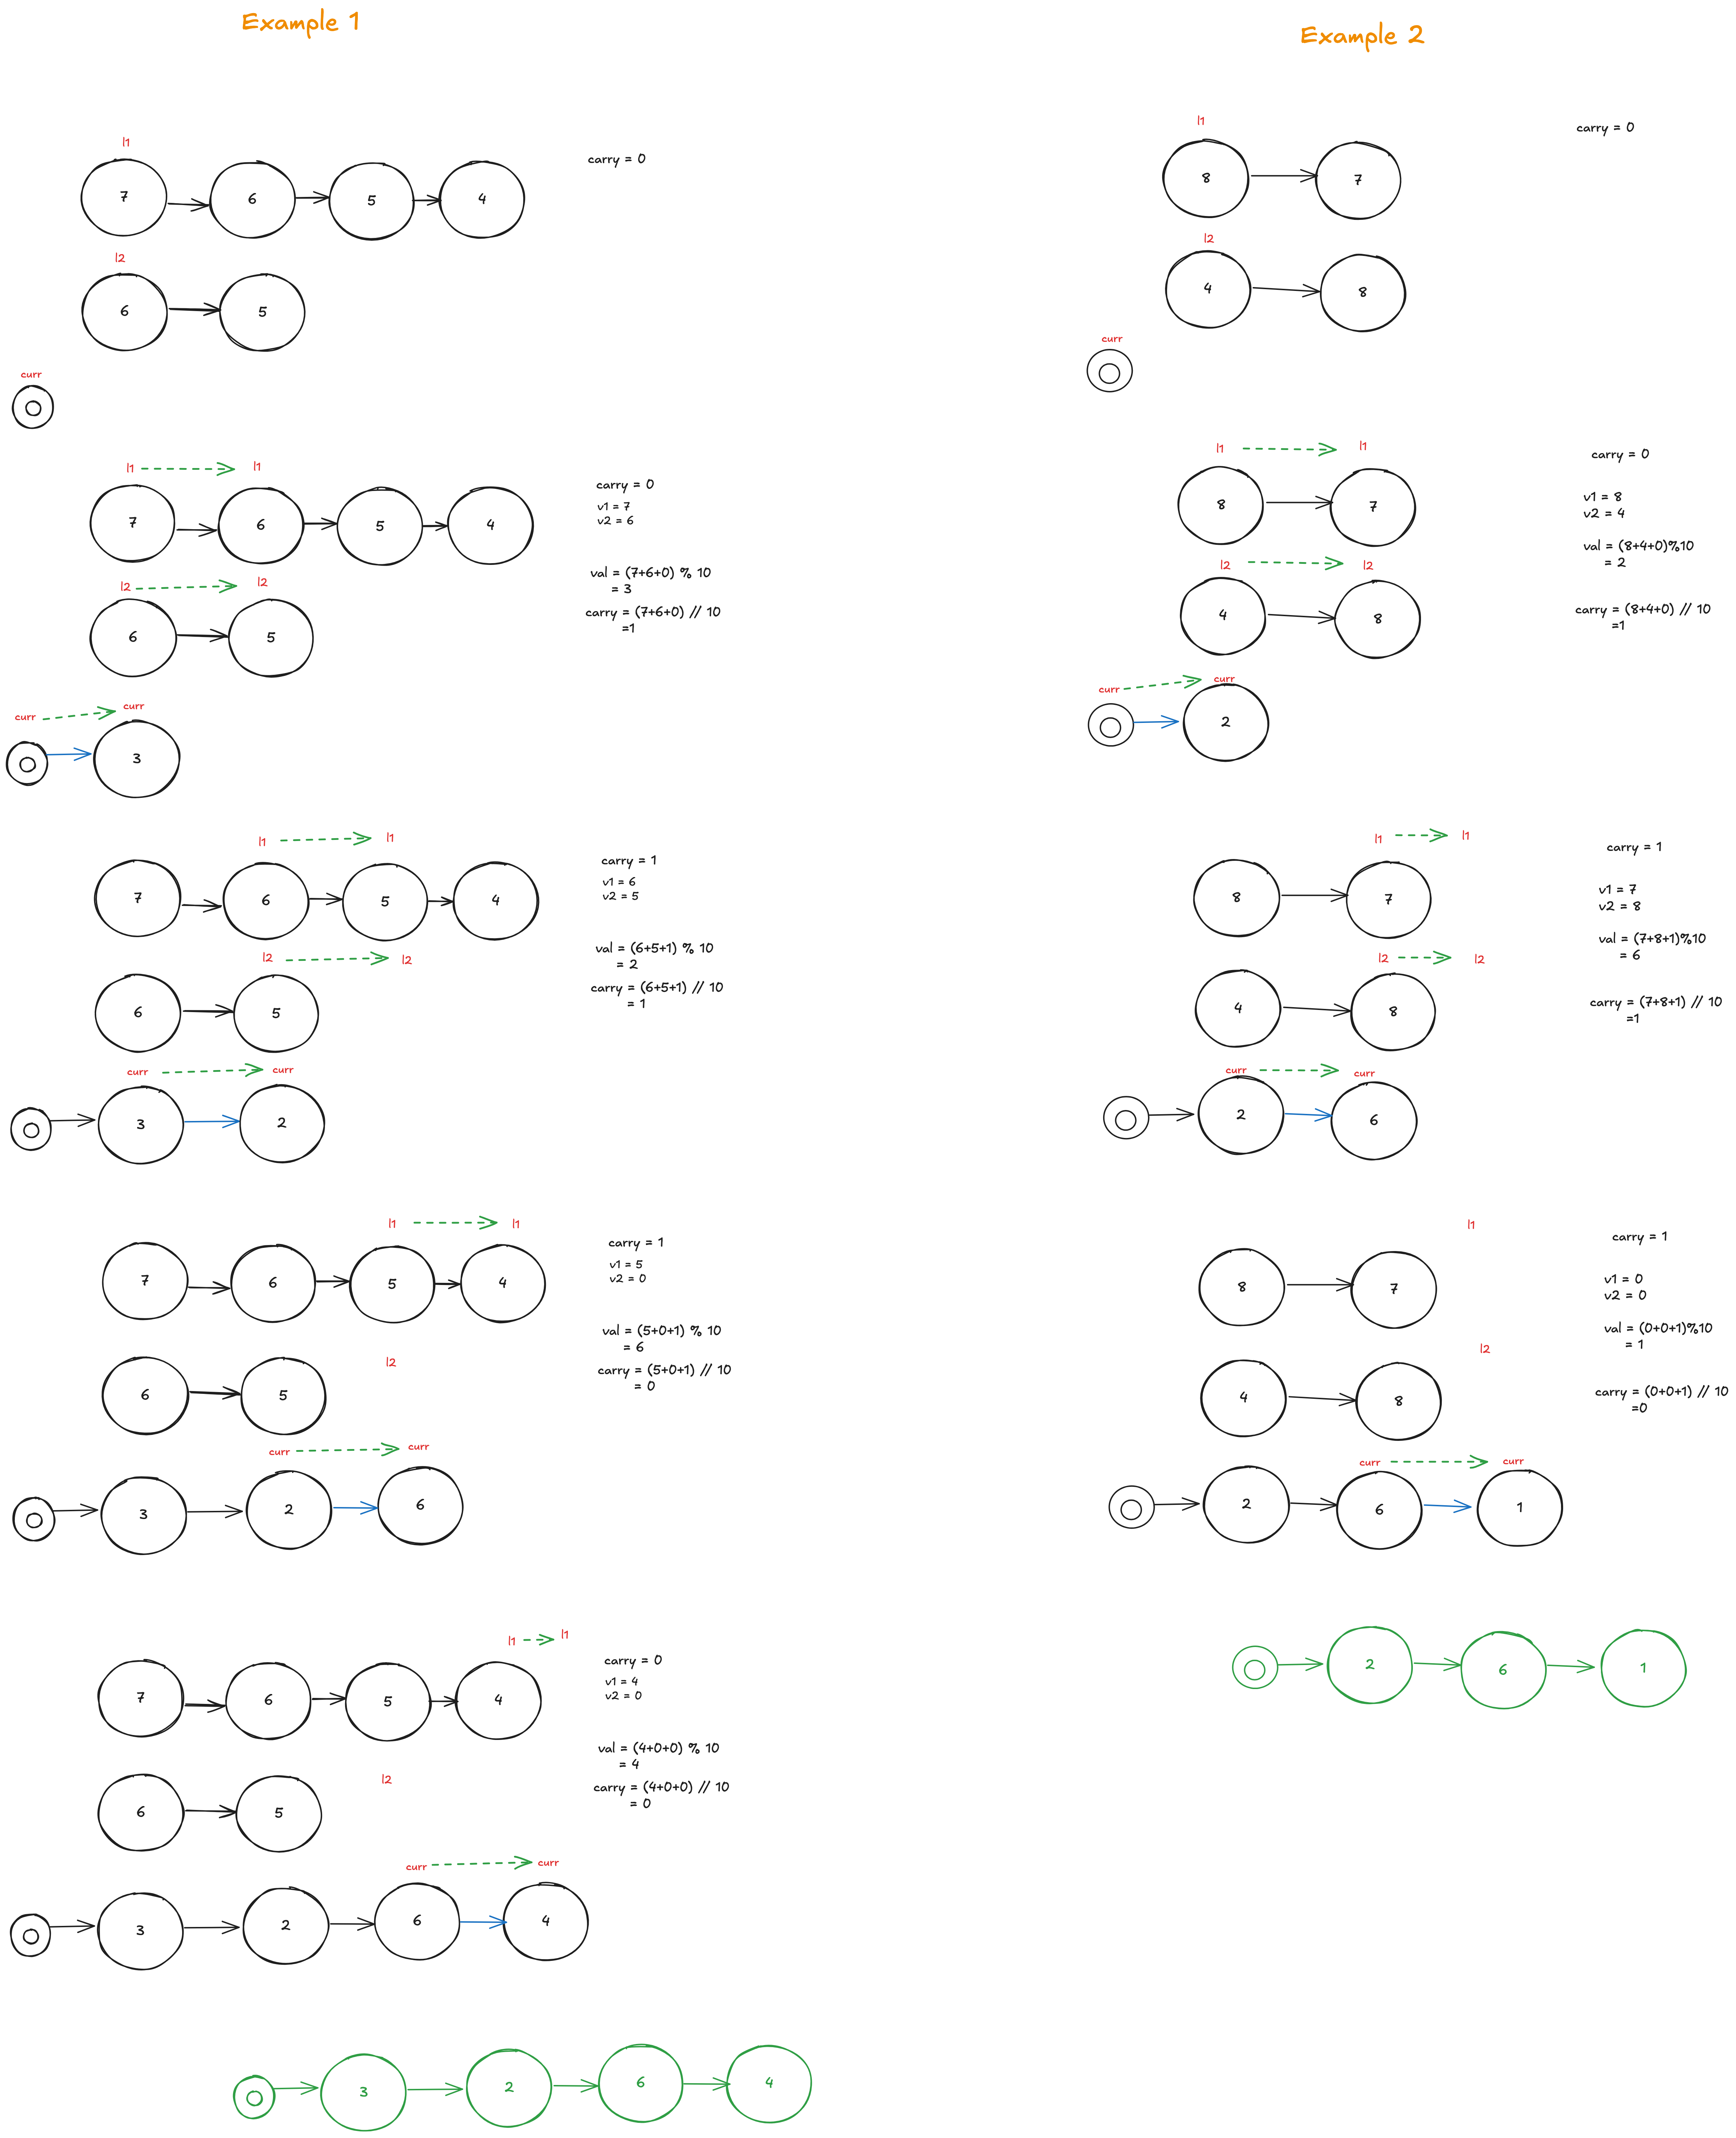 Example 1
l1
carry = 0
7 6 5 4
l2
6 5
curr
l1 l1
carry = 0
v1 = 7
v2 = 6
7 6 5 4
val = (7+6+0) % 10
= 3
l2 l2
carry = (7+6+0) // 10
=1
6 5
curr curr
3
l1 l1
carry = 1
v1 = 6
v2 = 5
7 6 5 4
val = (6+5+1) % 10
= 2
l2 l2
carry = (6+5+1) // 10
= 1
6 5
curr curr
3 2
l1 l1
carry = 1
v1 = 5
v2 = 0
7 6 5 4
val = (5+0+1) % 10
= 6
l2
carry = (5+0+1) // 10
= 0
6 5
curr curr
3 2 6
l1 l1
carry = 0
v1 = 4
v2 = 0
7 6 5 4
val = (4+0+0) % 10
= 4
l2
carry = (4+0+0) // 10
= 0
6 5
curr curr
3 2 6 4
3 2 6 4
Example 2
l1
carry = 0
8 7
l2
4 8
curr
l1 l1
carry = 0
v1 = 8
v2 = 4
8 7
val = (8+4+0)%10
= 2
l2 l2
carry = (8+4+0) // 10
=1
4 8
curr curr
2
l1 l1
carry = 1
v1 = 7
v2 = 8
8 7
val = (7+8+1)%10
= 6
l2 l2
carry = (7+8+1) // 10
=1
4 8
curr curr
2 6
l1
carry = 1
v1 = 0
v2 = 0
8 7
val = (0+0+1)%10
= 1
l2
carry = (0+0+1) // 10
=0
4 8
curr curr
2 6 1
2 6 1